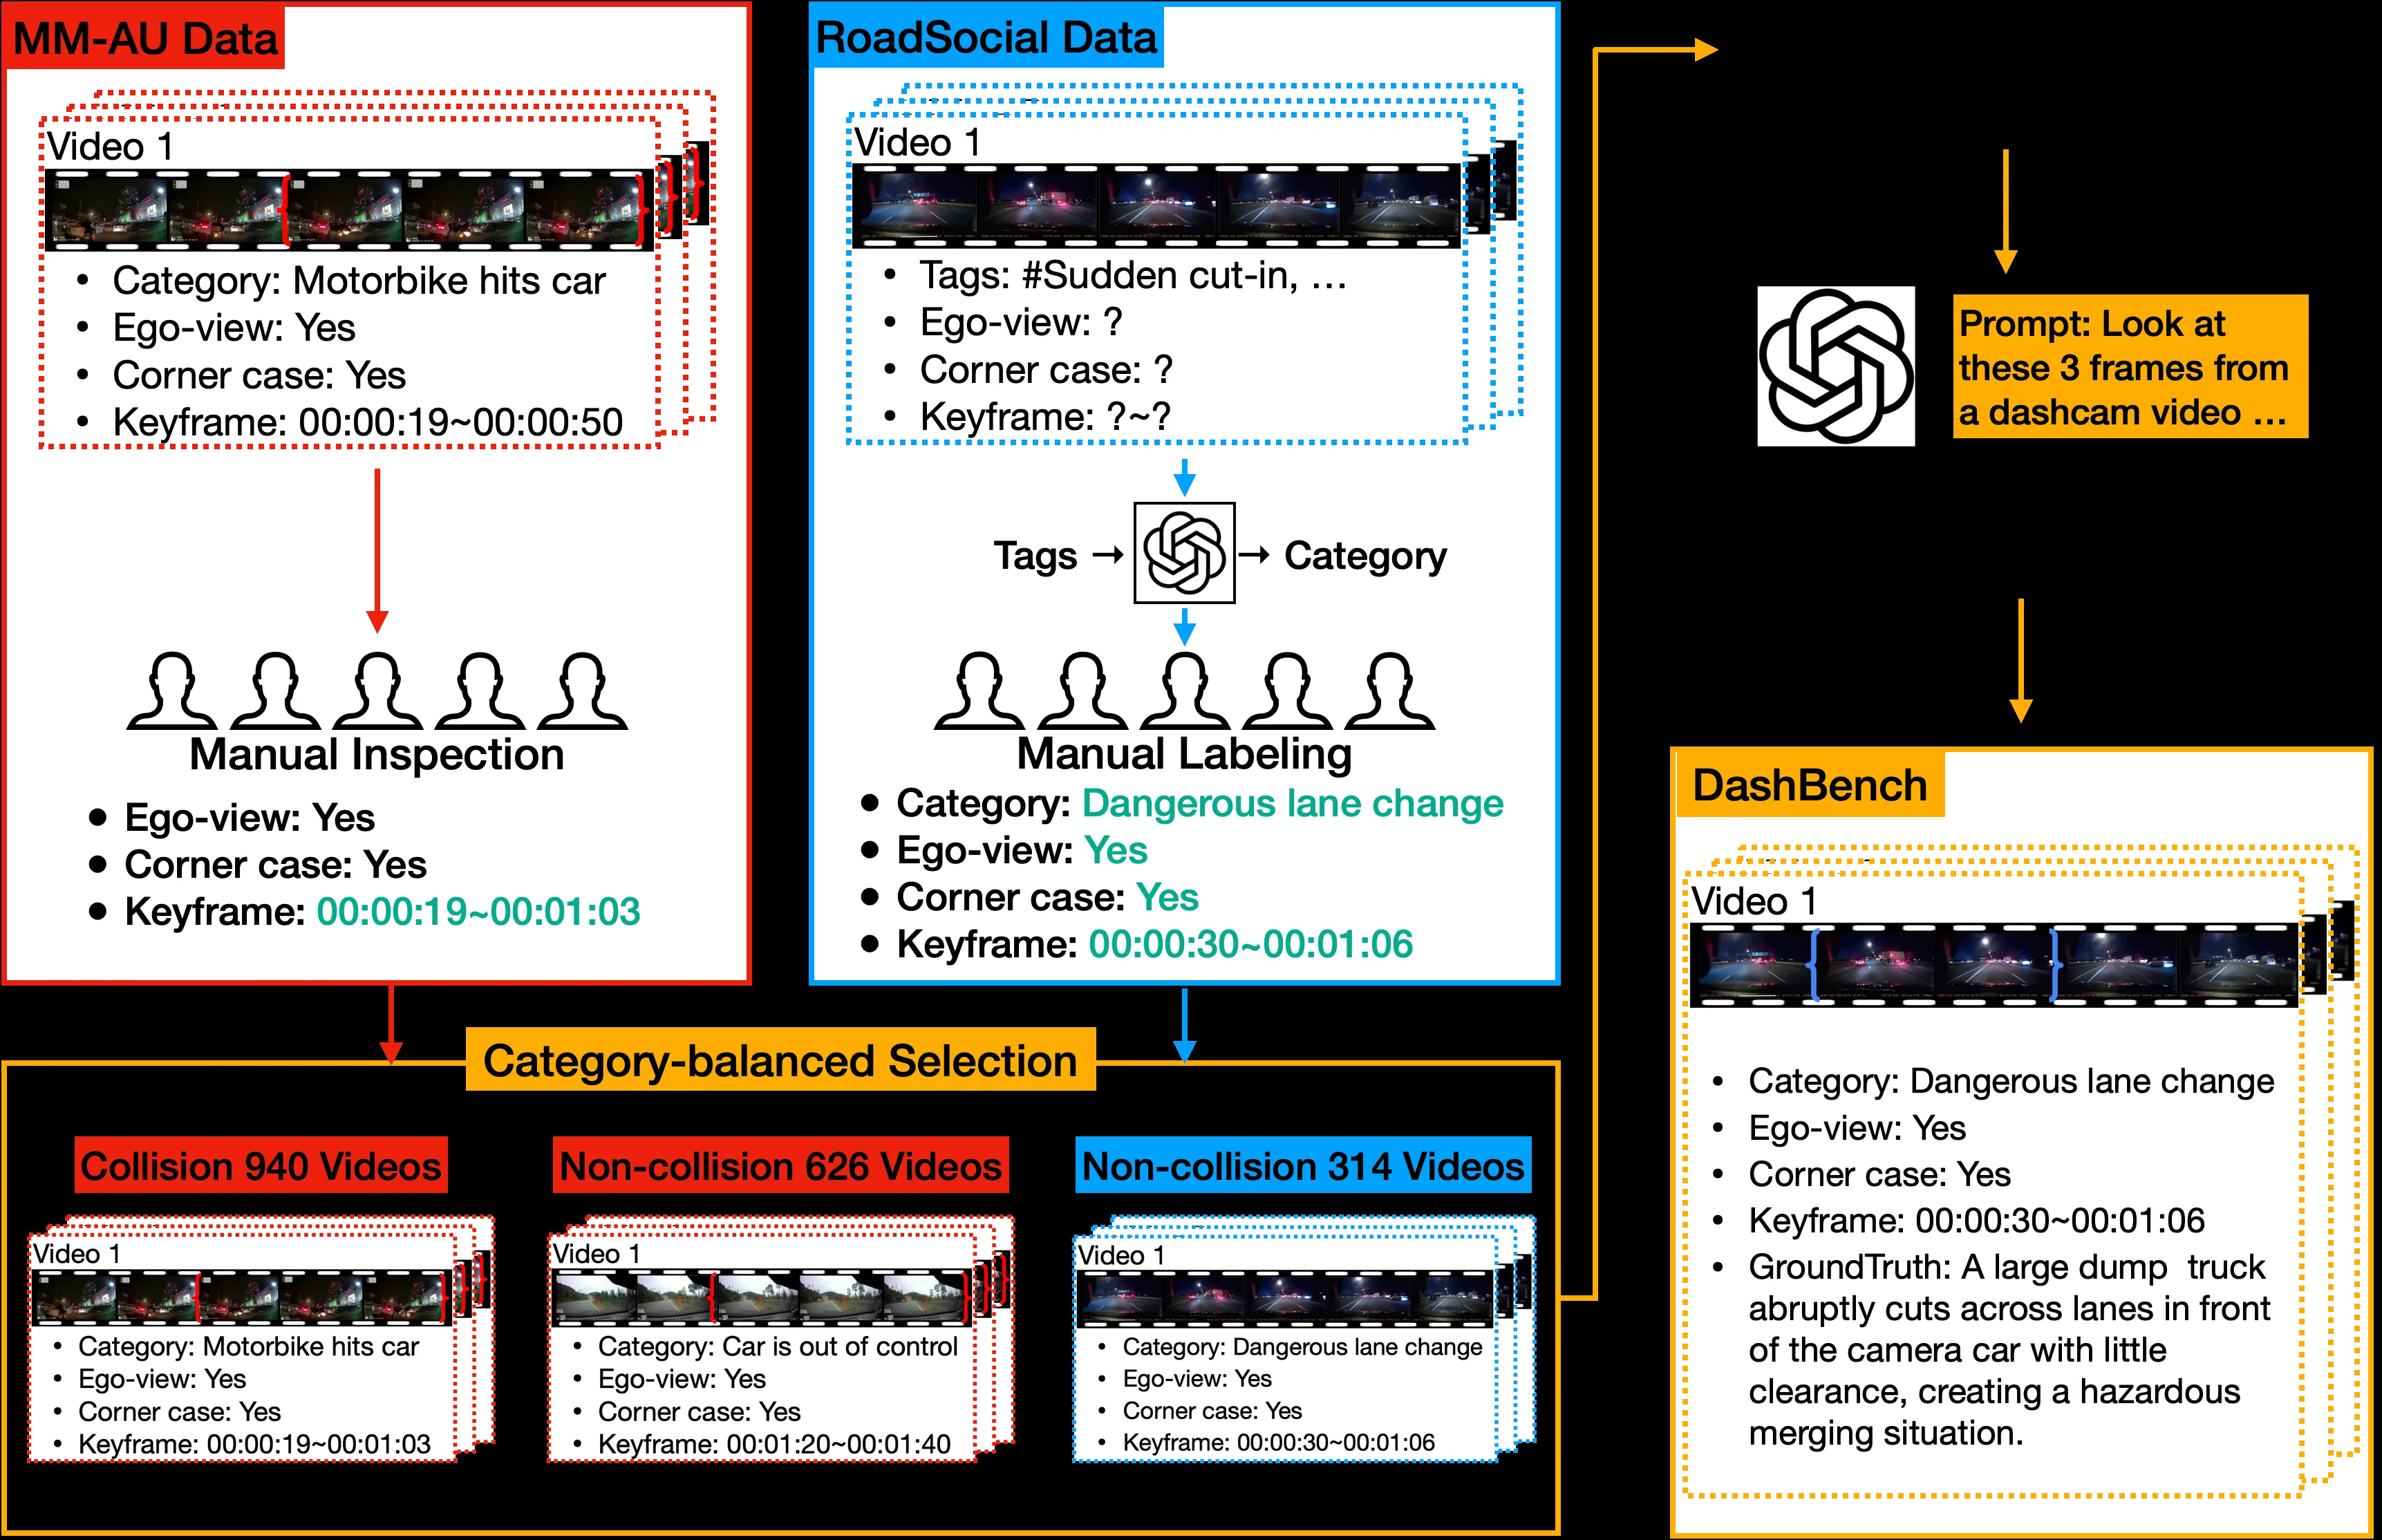 MM-AU Data
Video 1
• Category: Motorbike hits car
• Ego-view: Yes
• Corner case: Yes
• Keyframe: 00:00:19~00:00:50
Manual Inspection
• Ego-view: Yes
• Corner case: Yes
• Keyframe: 00:00:19~00:01:03
RoadSocial Data
Video 1
• Tags: #Sudden cut-in, ...
• Ego-view: ?
• Corner case: ?
• Keyframe: ?~?
Tags → → Category
Manual Labeling
• Category: Dangerous lane change
• Ego-view: Yes
• Corner case: Yes
• Keyframe: 00:00:30~00:01:06
Category-balanced Selection
Collision 940 Videos
Video 1
• Category: Motorbike hits car
• Ego-view: Yes
• Corner case: Yes
• Keyframe: 00:00:19~00:01:03
Non-collision 626 Videos
Video 1
• Category: Car is out of control
• Ego-view: Yes
• Corner case: Yes
• Keyframe: 00:01:20~00:01:40
Non-collision 314 Videos
Video 1
• Category: Dangerous lane change
• Ego-view: Yes
• Corner case: Yes
• Keyframe: 00:00:30~00:01:06
Prompt: Look at
these 3 frames from
a dashcam video ...
DashBench
Video 1
• Category: Dangerous lane change
• Ego-view: Yes
• Corner case: Yes
• Keyframe: 00:00:30~00:01:06
• GroundTruth: A large dump truck
abruptly cuts across lanes in front
of the camera car with little
clearance, creating a hazardous
merging situation.